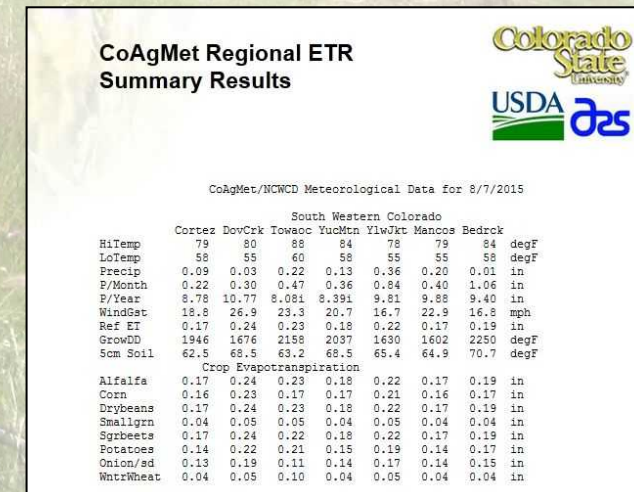 CoAgMet Regional ETR
Summary Results
Colorado
State
University
USDA
ars
CoAgMet/NCWCD Meteorological Data for 8/7/2015
South Western Colorado
Cortez DovCrk Towaoc YucMtn YlwJkt Mancos Bedrck
HiTemp 79 80 88 84 78 79 84 degF
LoTemp 58 55 60 58 55 55 58 degF
Precip 0.09 0.03 0.22 0.13 0.36 0.20 0.01 in
P/Month 0.22 0.30 0.47 0.36 0.84 0.40 1.06 in
P/Year 8.78 10.77 8.08i 8.39i 9.81 9.88 9.40 in
WindGst 18.8 26.9 23.3 20.7 16.7 22.9 16.8 mph
Ref ET 0.17 0.24 0.23 0.18 0.22 0.17 0.19 in
GrowDD 1946 1676 2158 2037 1630 1602 2250 degF
5cm Soil 62.5 68.5 63.2 68.5 65.4 64.9 70.7 degF
Crop Evapotranspiration
Alfalfa 0.17 0.24 0.23 0.18 0.22 0.17 0.19 in
Corn 0.16 0.23 0.17 0.17 0.21 0.16 0.17 in
Drybeans 0.17 0.24 0.23 0.18 0.22 0.17 0.19 in
Smallgrn 0.04 0.05 0.05 0.04 0.05 0.04 0.04 in
Sgrbeets 0.17 0.24 0.22 0.18 0.22 0.17 0.19 in
Potatoes 0.14 0.22 0.21 0.15 0.19 0.14 0.17 in
Onion/sd 0.13 0.19 0.11 0.14 0.17 0.14 0.15 in
WntrWheat 0.04 0.05 0.10 0.04 0.05 0.04 0.04 in